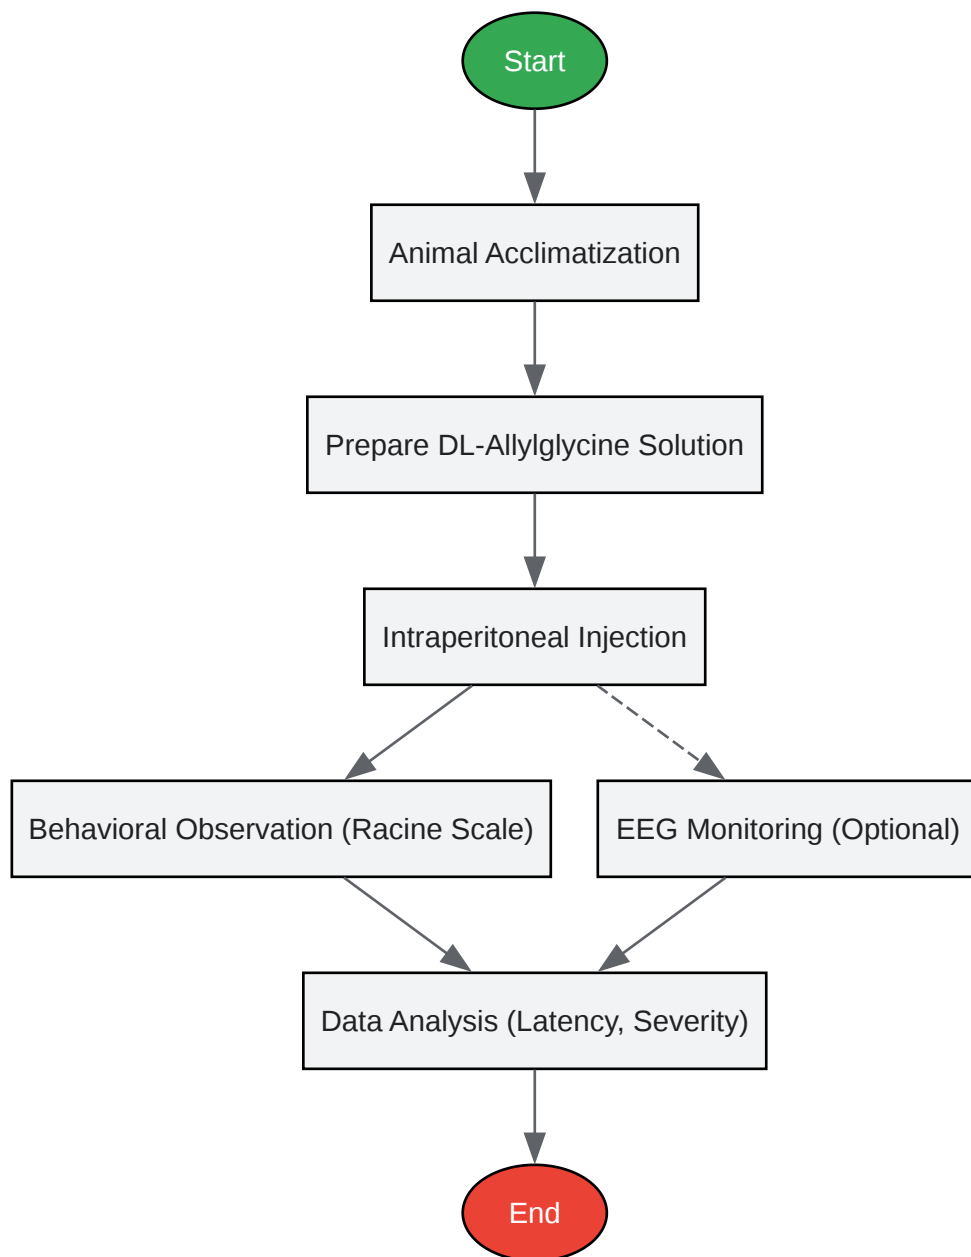 Start
Animal Acclimatization
Prepare DL-Allylglycine Solution
Intraperitoneal Injection
Behavioral Observation (Racine Scale)
EEG Monitoring (Optional)
Data Analysis (Latency, Severity)
End